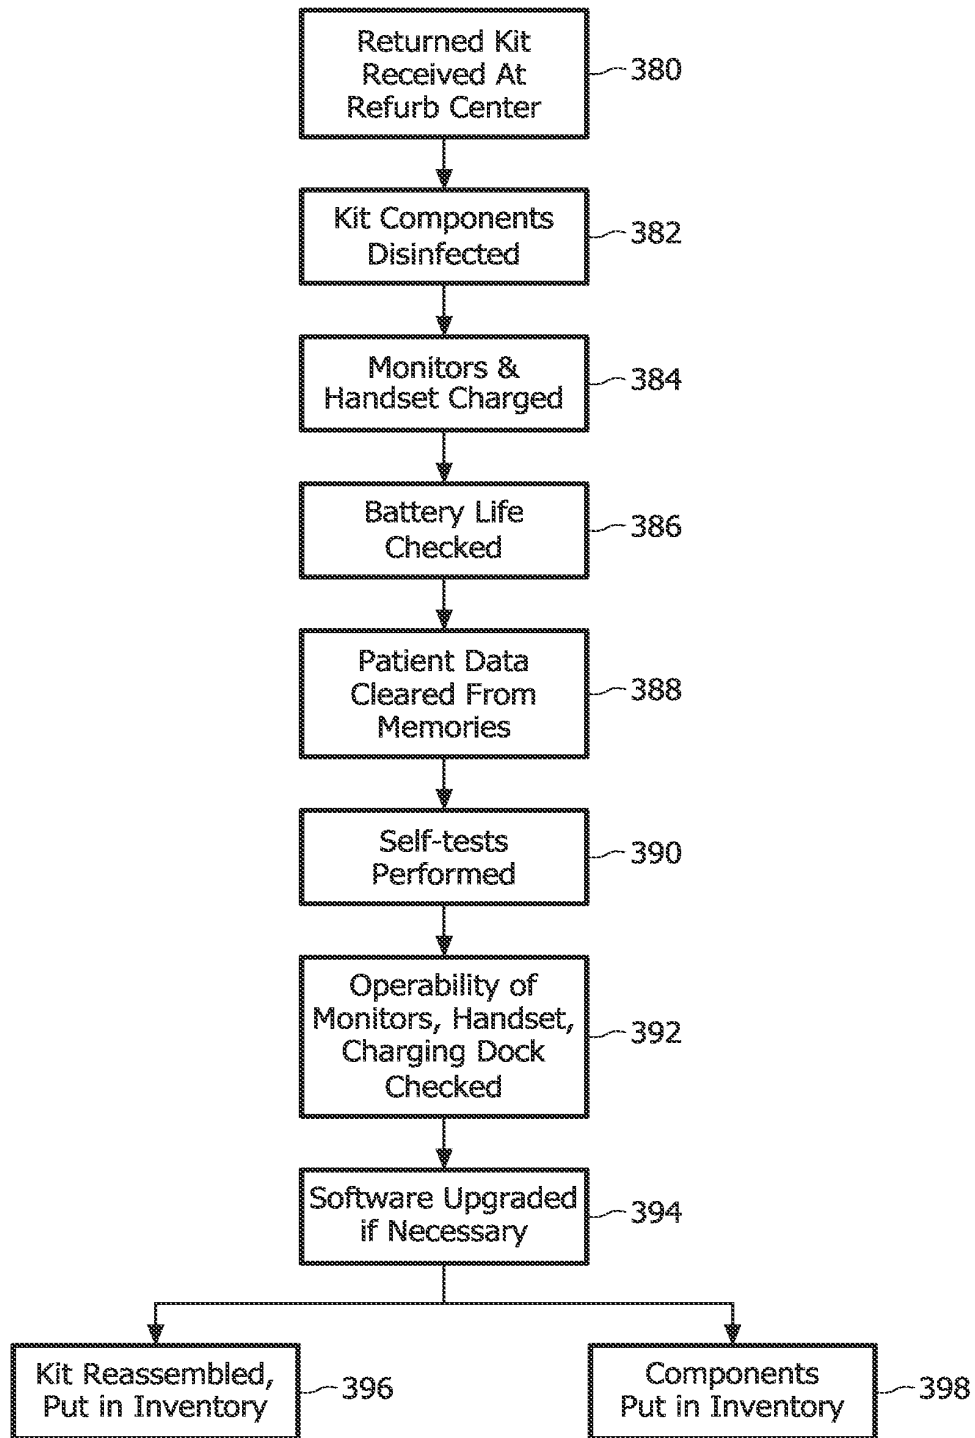 Returned Kit
Received At
Refurb Center
380
Kit Components
Disinfected
382
Monitors &
Handset Charged
384
Battery Life
Checked
386
Patient Data
Cleared From
Memories
388
Self-tests
Performed
390
Operability of
Monitors, Handset,
Charging Dock
Checked
392
Software Upgraded
if Necessary
394
Kit Reassembled,
Put in Inventory
396
Components
Put in Inventory
398